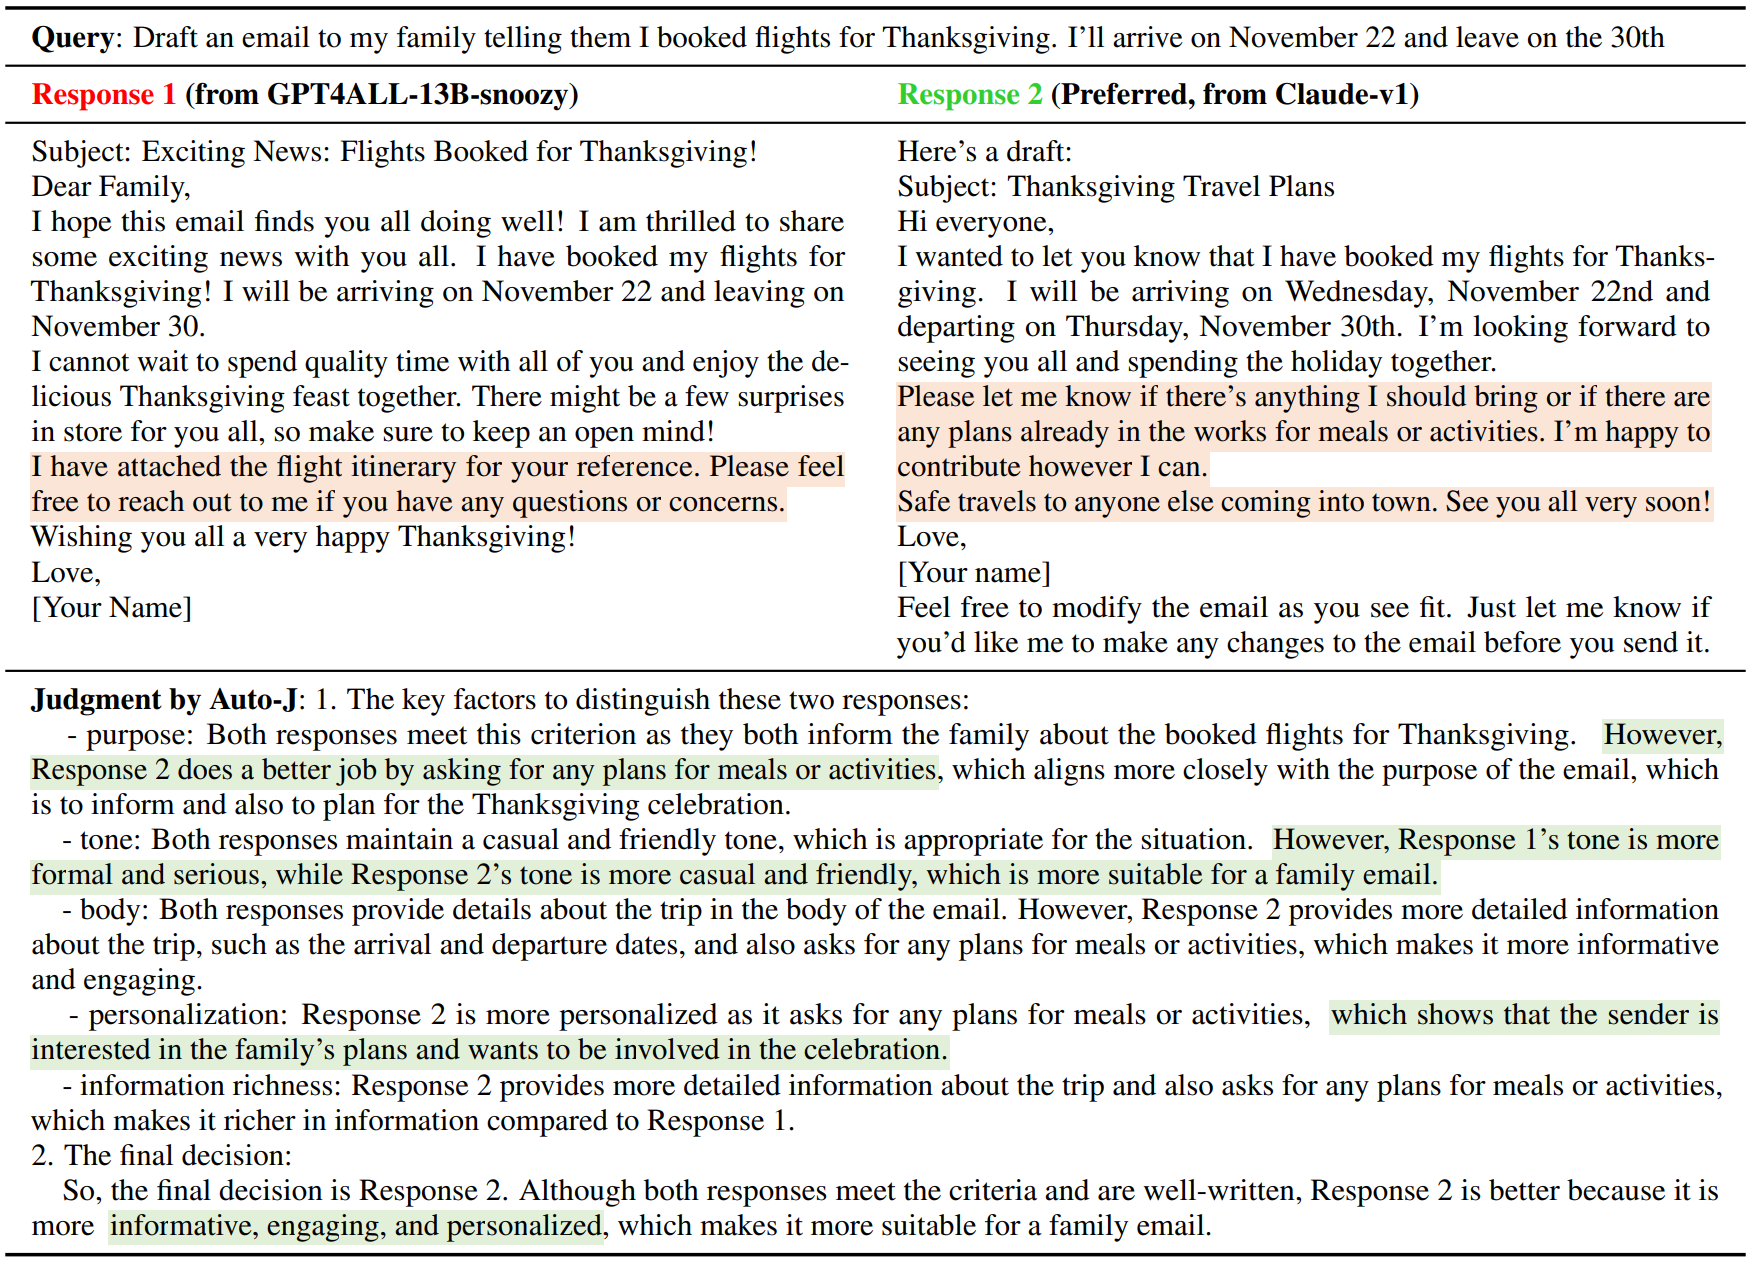 Query: Draft an email to my family telling them I booked flights for Thanksgiving. I’ll arrive on November 22 and leave on the 30th
Response 1 (from GPT4ALL-13B-snoozy)
Subject: Exciting News: Flights Booked for Thanksgiving!
Dear Family,
I hope this email finds you all doing well! I am thrilled to share
some exciting news with you all. I have booked my flights for
Thanksgiving! I will be arriving on November 22 and leaving on
November 30.
I cannot wait to spend quality time with all of you and enjoy the de-
licious Thanksgiving feast together. There might be a few surprises
in store for you all, so make sure to keep an open mind!
I have attached the flight itinerary for your reference. Please feel
free to reach out to me if you have any questions or concerns.
Wishing you all a very happy Thanksgiving!
Love,
[Your Name]
Response 2 (Preferred, from Claude-v1)
Here’s a draft:
Subject: Thanksgiving Travel Plans
Hi everyone,
I wanted to let you know that I have booked my flights for Thanks-
giving. I will be arriving on Wednesday, November 22nd and
departing on Thursday, November 30th. I’m looking forward to
seeing you all and spending the holiday together.
Please let me know if there’s anything I should bring or if there are
any plans already in the works for meals or activities. I’m happy to
contribute however I can.
Safe travels to anyone else coming into town. See you all very soon!
Love,
[Your name]
Feel free to modify the email as you see fit. Just let me know if
you’d like me to make any changes to the email before you send it.
Judgment by Auto-J: 1. The key factors to distinguish these two responses:
- purpose: Both responses meet this criterion as they both inform the family about the booked flights for Thanksgiving. However,
Response 2 does a better job by asking for any plans for meals or activities, which aligns more closely with the purpose of the email, which
is to inform and also to plan for the Thanksgiving celebration.
- tone: Both responses maintain a casual and friendly tone, which is appropriate for the situation. However, Response 1’s tone is more
formal and serious, while Response 2’s tone is more casual and friendly, which is more suitable for a family email.
- body: Both responses provide details about the trip in the body of the email. However, Response 2 provides more detailed information
about the trip, such as the arrival and departure dates, and also asks for any plans for meals or activities, which makes it more informative
and engaging.
- personalization: Response 2 is more personalized as it asks for any plans for meals or activities, which shows that the sender is
interested in the family’s plans and wants to be involved in the celebration.
- information richness: Response 2 provides more detailed information about the trip and also asks for any plans for meals or activities,
which makes it richer in information compared to Response 1.
2. The final decision:
So, the final decision is Response 2. Although both responses meet the criteria and are well-written, Response 2 is better because it is
more informative, engaging, and personalized, which makes it more suitable for a family email.